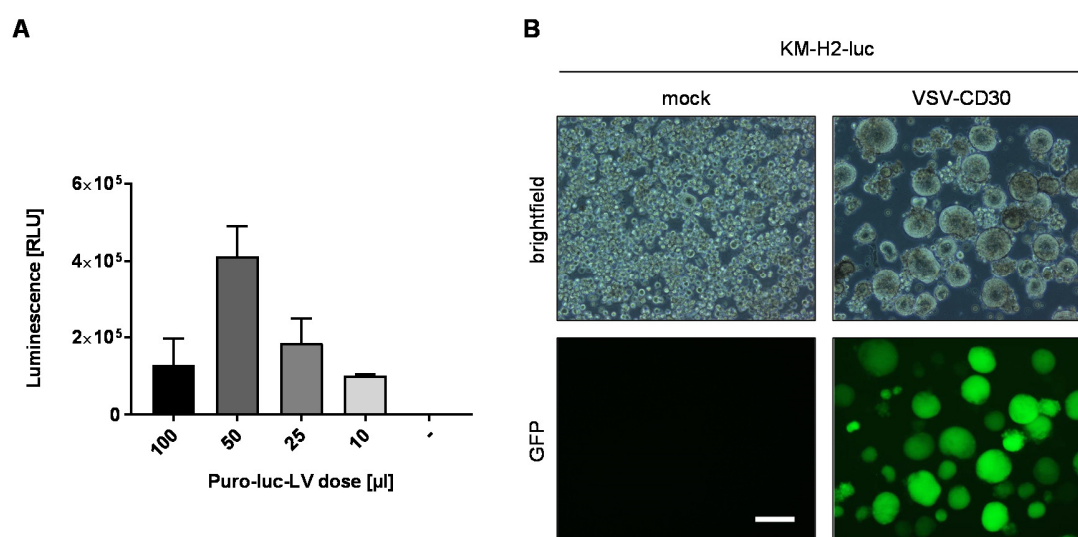 A
B
KM-H2-luc
mock
VSV-CD30
brightfield
GFP
Luminescence [RLU]
6×10⁵
4×10⁵
2×10⁵
0
100
50
25
10
-
Puro-luc-LV dose [µl]